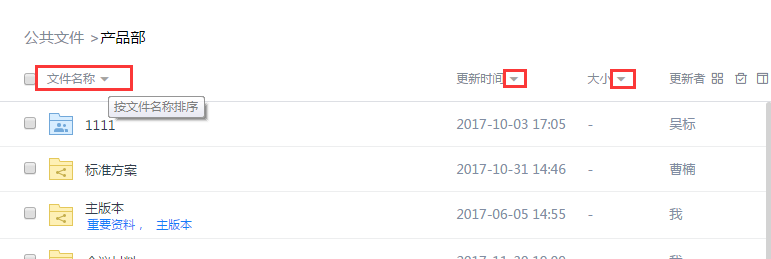 公共文件 >产品部
文件名称 更新时间 大小 更新者
按文件名称排序
1111 2017-10-03 17:05 - 吴标
标准方案 2017-10-31 14:46 - 曹楠
主版本 2017-06-05 14:55 - 我
重要资料， 主版本